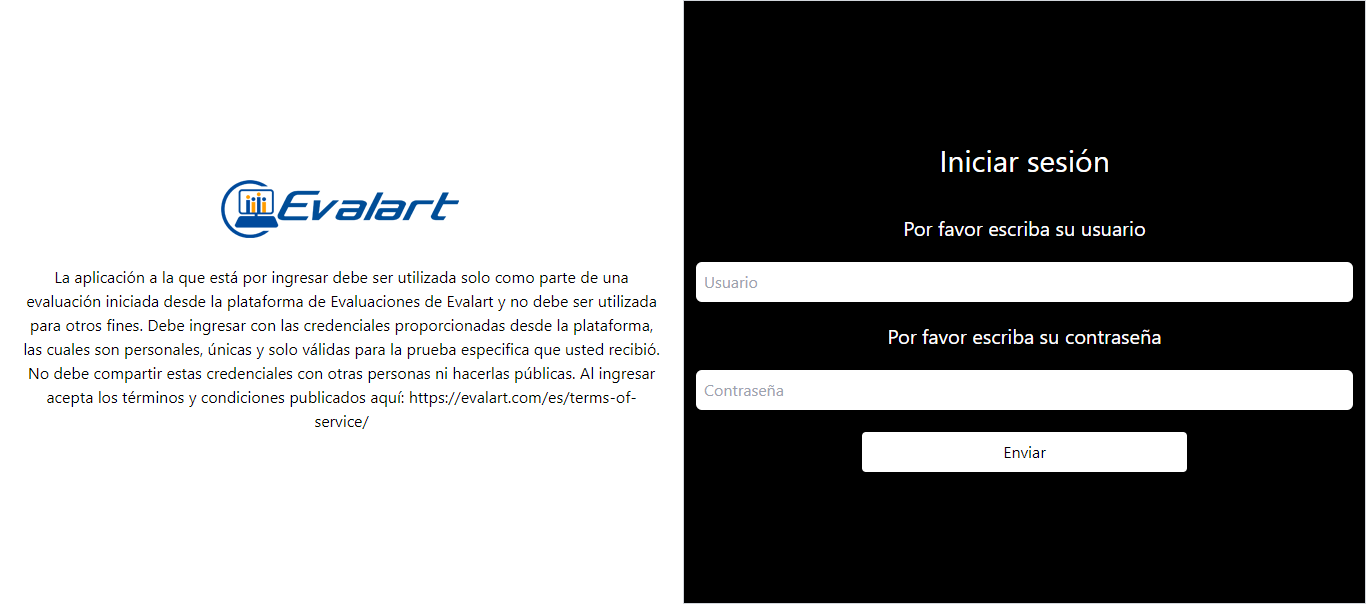 Evalart
La aplicación a la que está por ingresar debe ser utilizada solo como parte de una
evaluación iniciada desde la plataforma de Evaluaciones de Evalart y no debe ser utilizada
para otros fines. Debe ingresar con las credenciales proporcionadas desde la plataforma,
las cuales son personales, únicas y solo válidas para la prueba especifica que usted recibió.
No debe compartir estas credenciales con otras personas ni hacerlas públicas. Al ingresar
acepta los términos y condiciones publicados aquí: https://evalart.com/es/terms-of-
service/
Iniciar sesión
Por favor escriba su usuario
Usuario
Por favor escriba su contraseña
Contraseña
Enviar